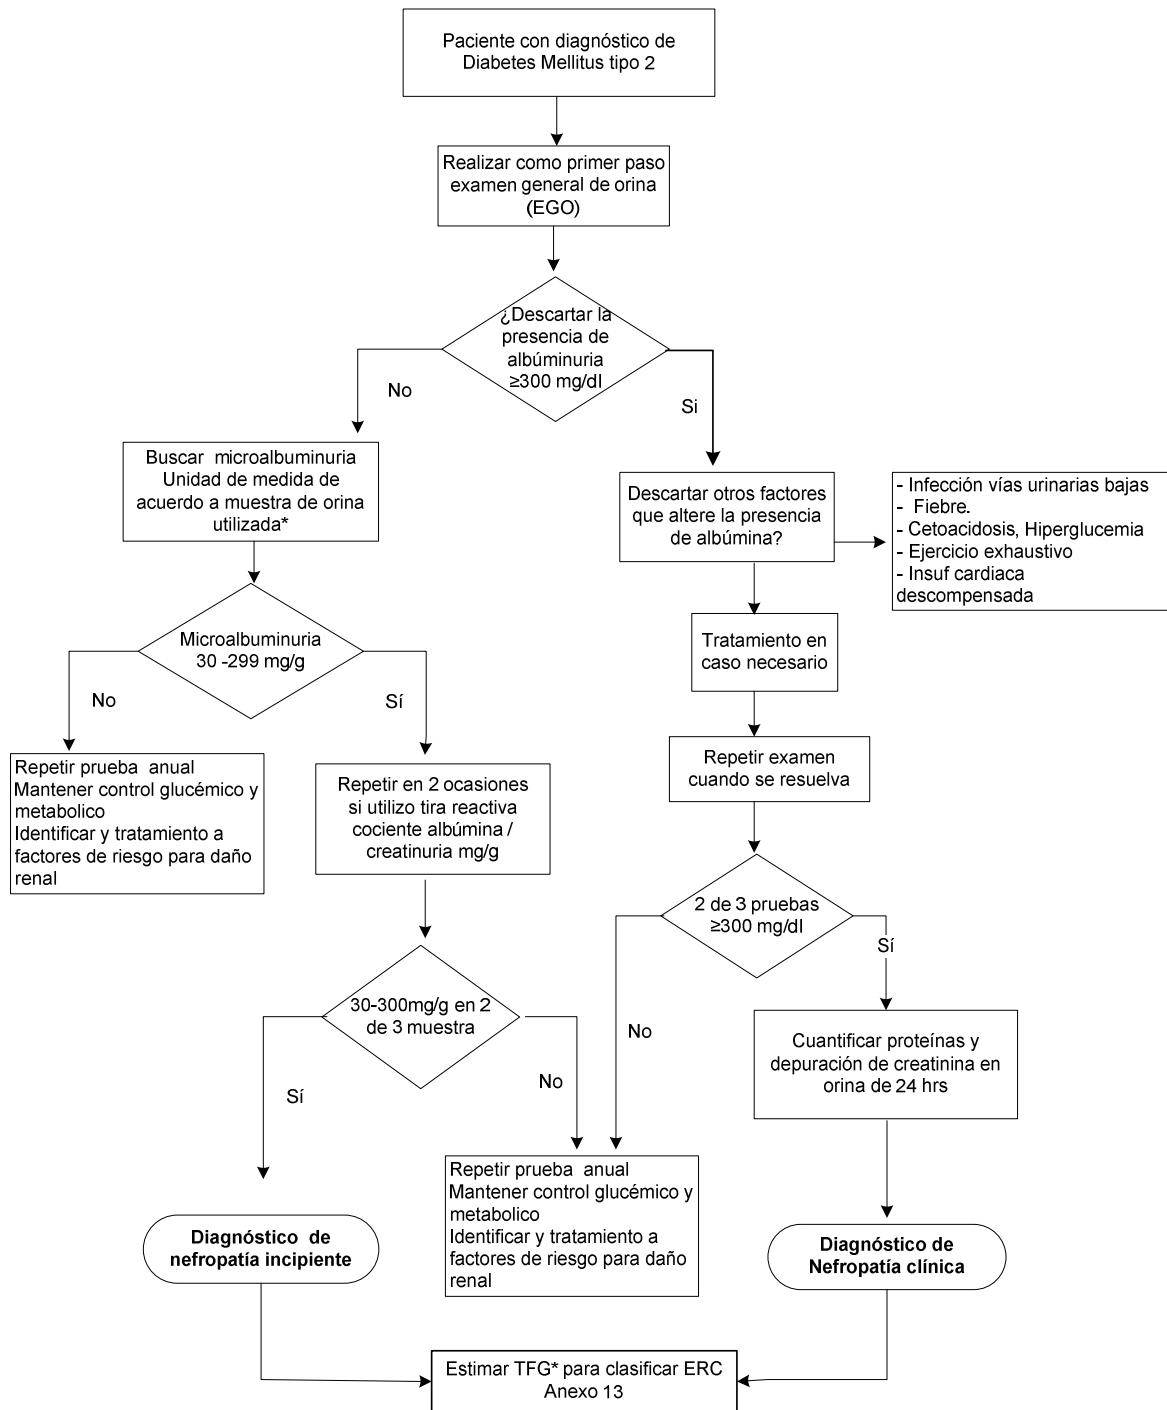 Paciente con diagnóstico de
Diabetes Mellitus tipo 2
Realizar como primer paso
examen general de orina
(EGO)
¿Descartar la
presencia de
albúminuria
≥300 mg/dl
No
Si
Buscar microalbuminuria
Unidad de medida de
acuerdo a muestra de orina
utilizada*
Descartar otros factores
que altere la presencia
de albúmina?
- Infección vías urinarias bajas
- Fiebre.
- Cetoacidosis, Hiperglucemia
- Ejercicio exhaustivo
- Insuf cardiaca
descompensada
Microalbuminuria
30 -299 mg/g
No
Sí
Tratamiento en
caso necesario
Repetir prueba anual
Mantener control glucémico y
metabolico
Identificar y tratamiento a
factores de riesgo para daño
renal
Repetir en 2 ocasiones
si utilizo tira reactiva
cociente albúmina /
creatinuria mg/g
Repetir examen
cuando se resuelva
2 de 3 pruebas
≥300 mg/dl
Sí
No
30-300mg/g en 2
de 3 muestra
Sí
No
Cuantificar proteínas y
depuración de creatinina en
orina de 24 hrs
Repetir prueba anual
Mantener control glucémico y
metabolico
Identificar y tratamiento a
factores de riesgo para daño
renal
Diagnóstico de
nefropatía incipiente
Diagnóstico de
Nefropatía clínica
Estimar TFG* para clasificar ERC
Anexo 13